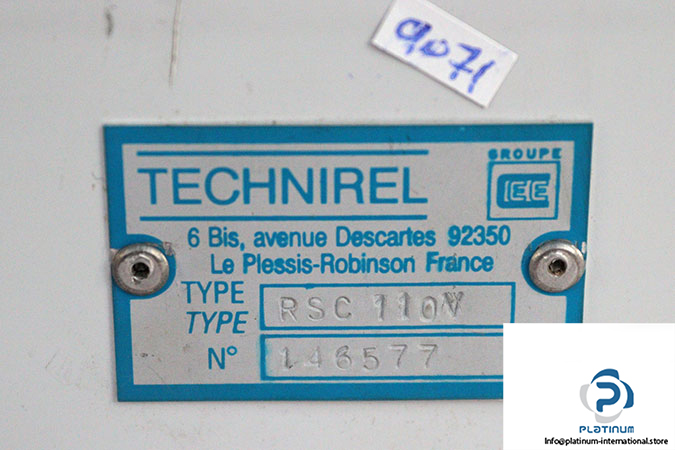 9071
TECHNIREL
GROUPE
CEE
6 Bis, avenue Descartes 92350
Le Plessis-Robinson France
TYPE
TYPE
RSC 110V
N° 146577
PLATINUM
Info@platinum-international.store